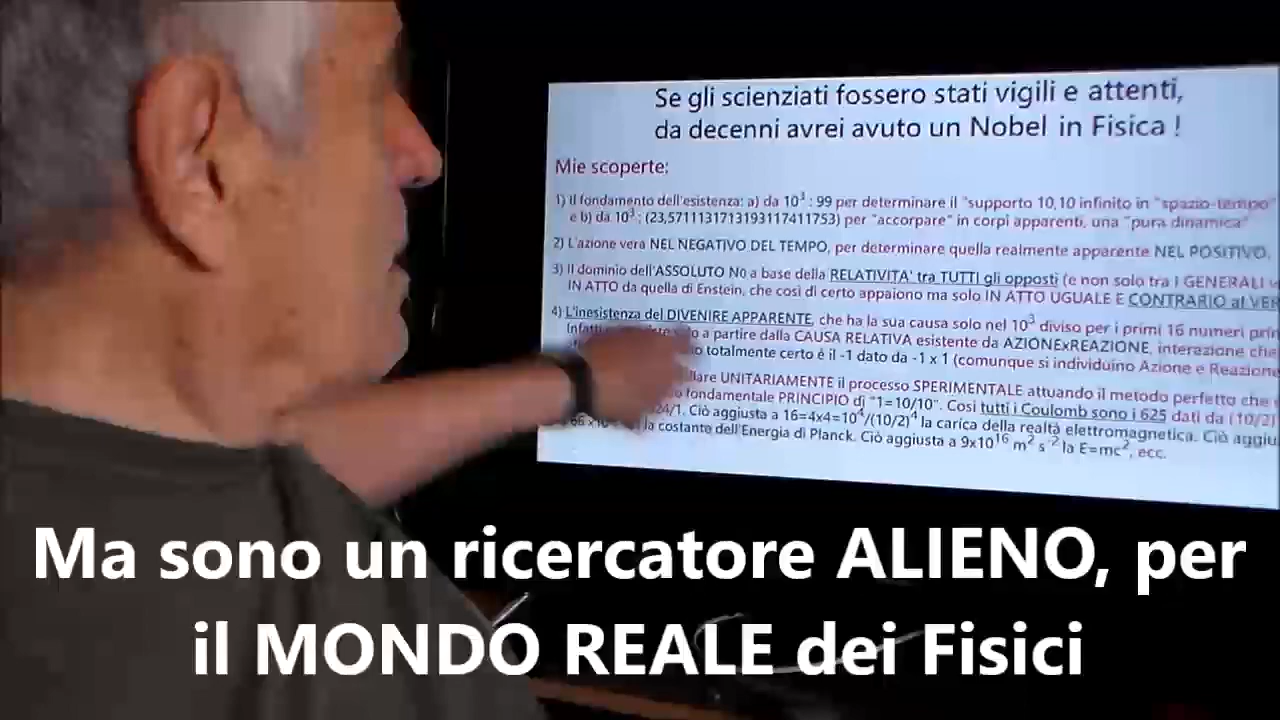 Se gli scienziati fossero stati vigili e attenti,
da decenni avrei avuto un Nobel in Fisica !
Mie scoperte:
1) Il fondamento dell'esistenza: a) da 10³ : 99 per determinare il "supporto 10,10 infinito in "spazio-tempo"
e b) da 10³ : (23,5711131713193117411753) per "accorpare" in corpi apparenti, una "pura dinamica"
2) L'azione vera NEL NEGATIVO DEL TEMPO, per determinare quella realmente apparente NEL POSITIVO.
3) Il dominio dell'ASSOLUTO No a base della RELATIVITA' tra TUTTI gli opposti (e non solo tra I GENERALI
IN ATTO da quella di Enstein, che così di certo appaiono ma solo IN ATTO UGUALE E CONTRARIO al
4) L'inesistenza del DIVENIRE APPARENTE, che ha la sua causa solo nel 10³ diviso per i primi 16 numeri
Infatti a partire dalla CAUSA RELATIVA esistente da AZIONExREAZIONE, interazione che
totalmente certo è il -1 dato da -1 x 1 (comunque si individuino Azione e Reazione
UNITARIAMENTE il processo SPERIMENTALE attuando il metodo perfetto che
fondamentale PRINCIPIO di "1=10/10". Così tutti i Coulomb sono i 625 dati da (10/2)
Ciò aggiusta a 16=4x4=10⁴/(10/2)⁴ la carica della realtà elettromagnetica. Ciò
la costante dell'Energia di Planck. Ciò aggiusta a 9x10¹⁶ m² s⁻² la E=mc², ecc.
Ma sono un ricercatore ALIENO, per
il MONDO REALE dei Fisici